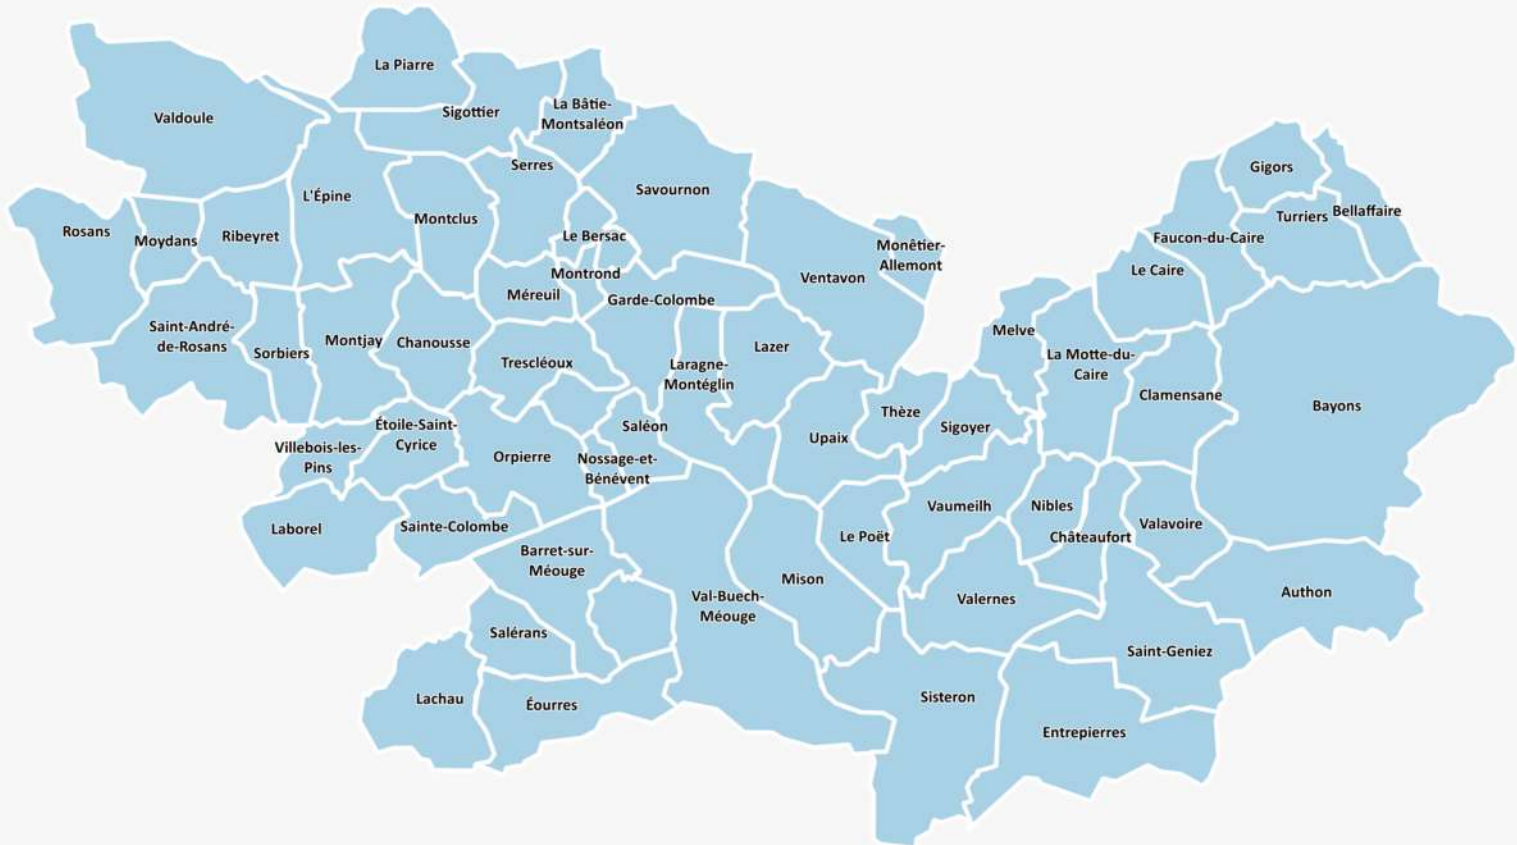 La Piarre
Sigottier
La Bâtie-
Montsaléon
Valdoule
Serres
Savournon
L'Épine
Gigors
Montclus
Rosans
Moydans
Ribeyret
Le Bersac
Turriers
Bellaffaire
Faucon-du-Caire
Monêtier-
Allemont
Montrond
Ventavon
Le Caire
Méreuil
Garde-Colombe
Saint-André-
de-Rosans
Sorbiers
Montjay
Chanousse
Trescléoux
Laragne-
Montéglin
Lazer
Melve
La Motte-du-
Caire
Clamensane
Bayons
Villebois-les-
Pins
Étoile-Saint-
Cyrice
Orpierre
Saléon
Nossage-et-
Bénévent
Upaix
Thèze
Sigoyer
Laborel
Sainte-Colombe
Le Poët
Vaumeilh
Nibles
Châteaufort
Valavoire
Barret-sur-
Méouge
Val-Buech-
Méouge
Mison
Valernes
Authon
Salérans
Saint-Geniez
Lachau
Éourres
Sisteron
Entrepierres